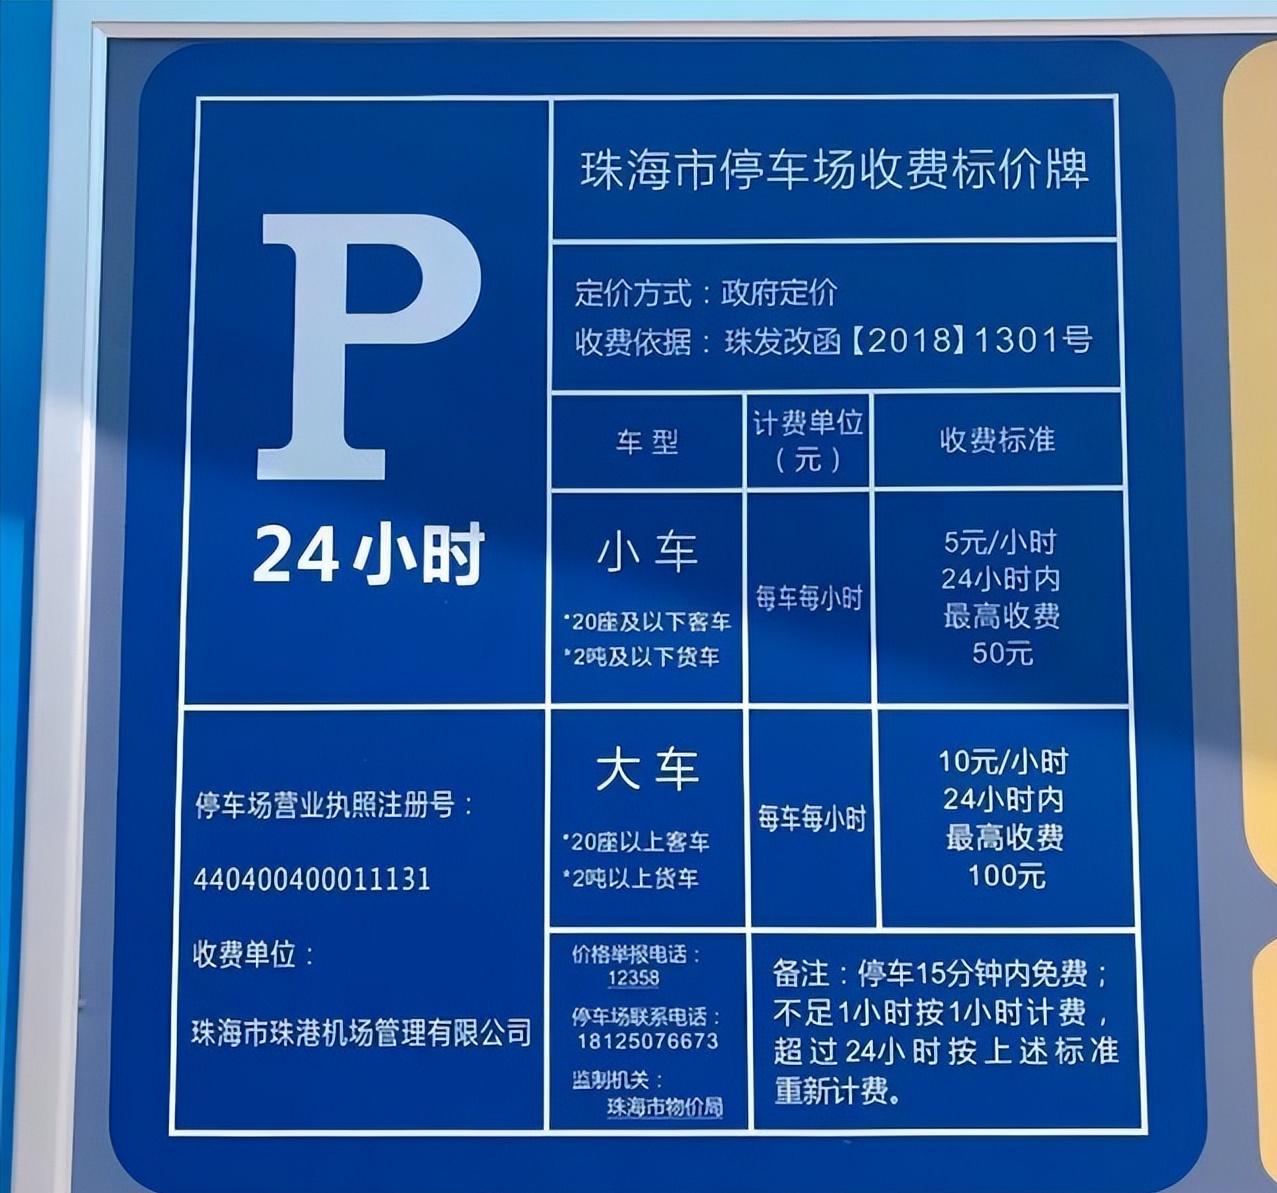 P
24小时
珠海市停车场收费标价牌
定价方式：政府定价
收费依据：珠发改函【2018】1301号
车型
计费单位
（元）
收费标准
小车
*20座及以下客车
*2吨及以下货车
每车每小时
5元/小时
24小时内
最高收费
50元
大车
*20座以上客车
*2吨以上货车
每车每小时
10元/小时
24小时内
最高收费
100元
停车场营业执照注册号：
440400400011131
收费单位：
珠海市珠港机场管理有限公司
价格举报电话：
12358
停车场联系电话：
18125076673
监制机关：
珠海市物价局
备注：停车15分钟内免费；
不足1小时按1小时计费，
超过24小时按上述标准
重新计费。